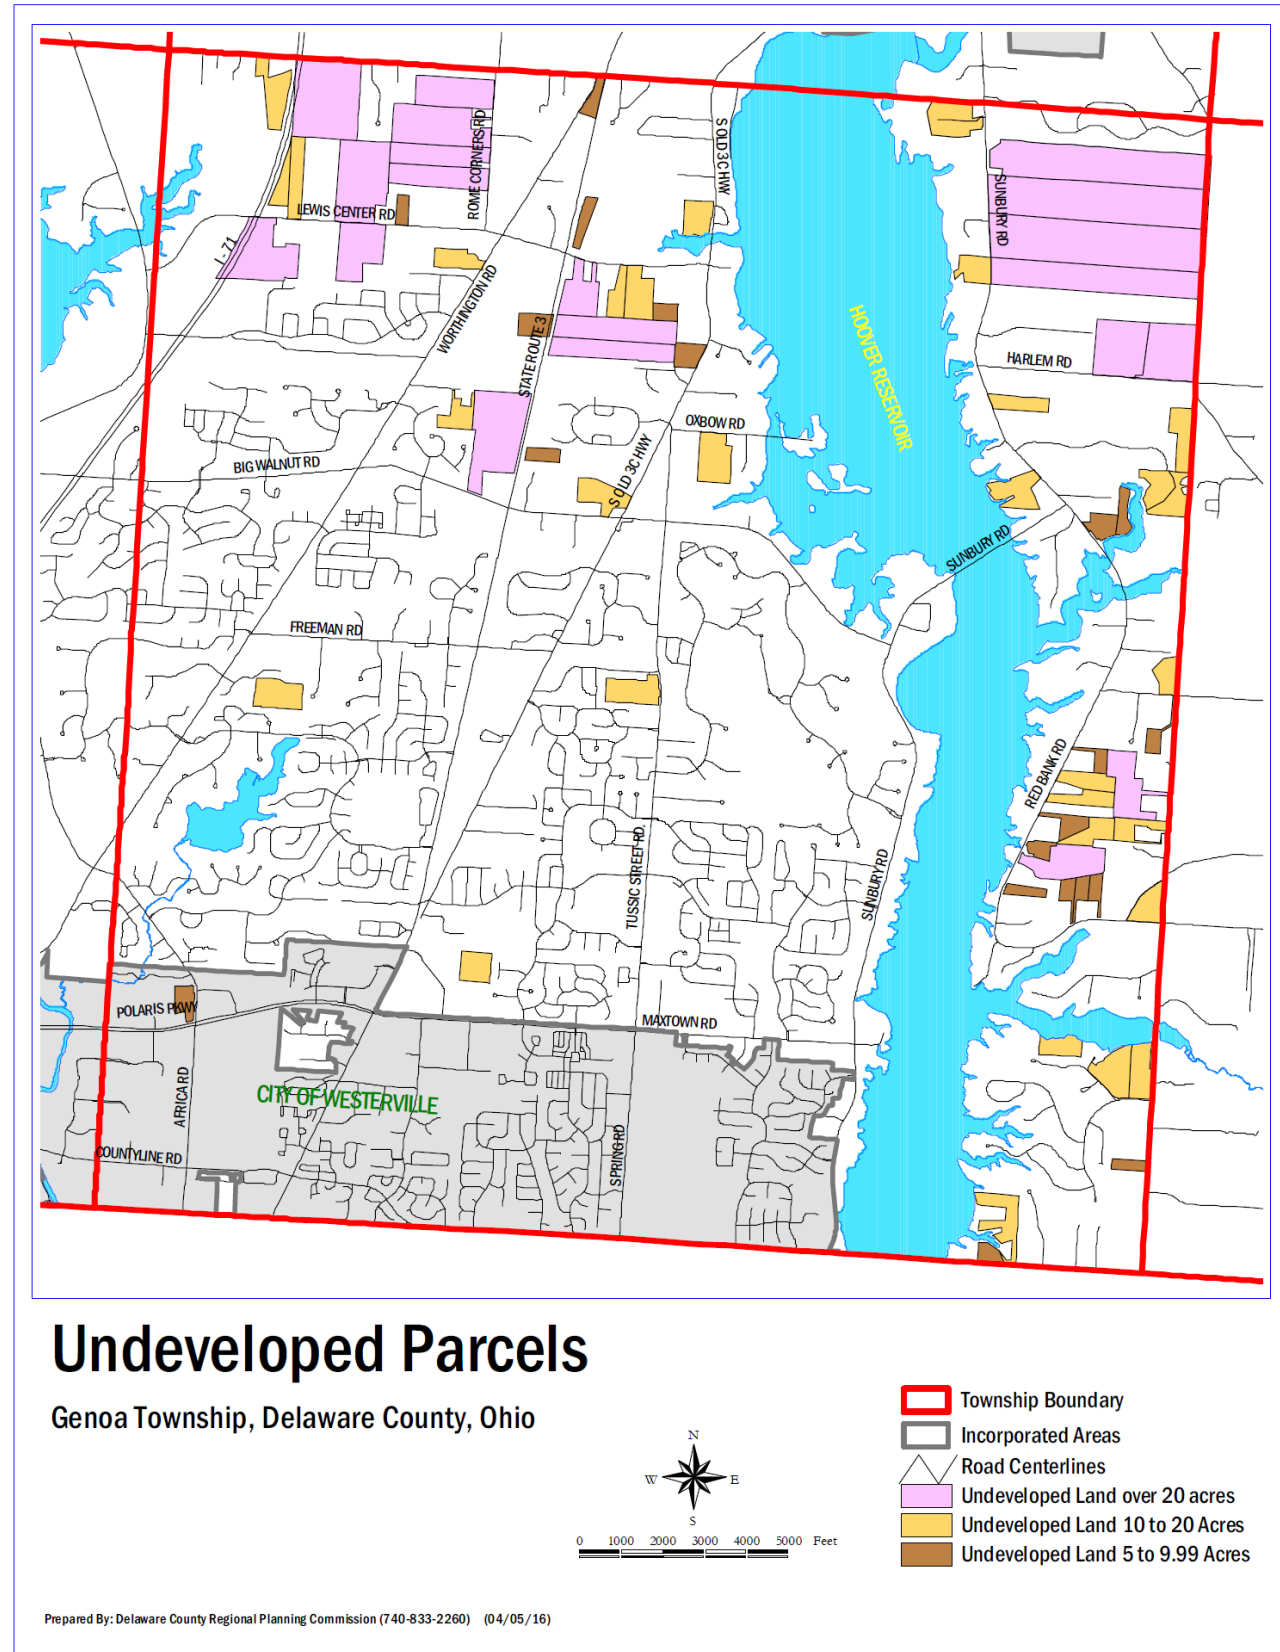 S OLD 3C HWY
ROME CORNERS RD
SUNBURY RD
LEWIS CENTER RD
I - 71
WORTHINGTON RD
STATE ROUTE 3
HOOVER RESERVOIR
HARLEM RD
OXBOW RD
S OLD 3C HWY
BIG WALNUT RD
SUNBURY RD
FREEMAN RD
RED BANK RD
TUSSIC STREET RD.
SUNBURY RD
POLARIS PKWY
MAXTOWN RD
AFRICA RD
CITY OF WESTERVILLE
SPRING RD
COUNTYLINE RD
Undeveloped Parcels
Genoa Township, Delaware County, Ohio
N
W E
S
0 1000 2000 3000 4000 5000 Feet
Township Boundary
Incorporated Areas
Road Centerlines
Undeveloped Land over 20 acres
Undeveloped Land 10 to 20 Acres
Undeveloped Land 5 to 9.99 Acres
Prepared By: Delaware County Regional Planning Commission (740-833-2260) (04/05/16)